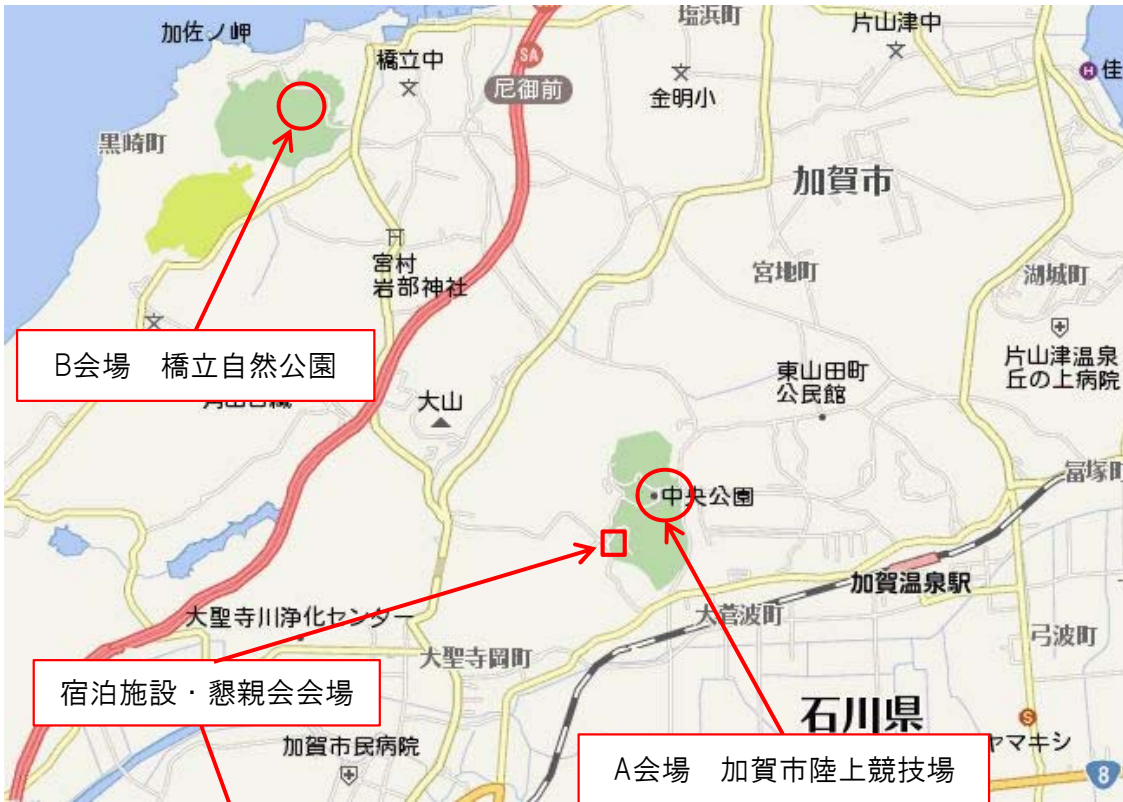 塩浜町
片山津中
加佐ノ岬
橋立中
SA
尼御前
金明小
H 佳
黒崎町
加賀市
宮村
岩部神社
宮地町
湖城町
B会場　橋立自然公園
片山津温泉
丘の上病院
東山田町
公民館
大山
中央公園
冨塚町
加賀温泉駅
大聖寺川浄化センター
大菅波町
弓波町
大聖寺岡町
宿泊施設・懇親会会場
石川県
S
ヤマキシ
加賀市民病院
A会場　加賀市陸上競技場
8